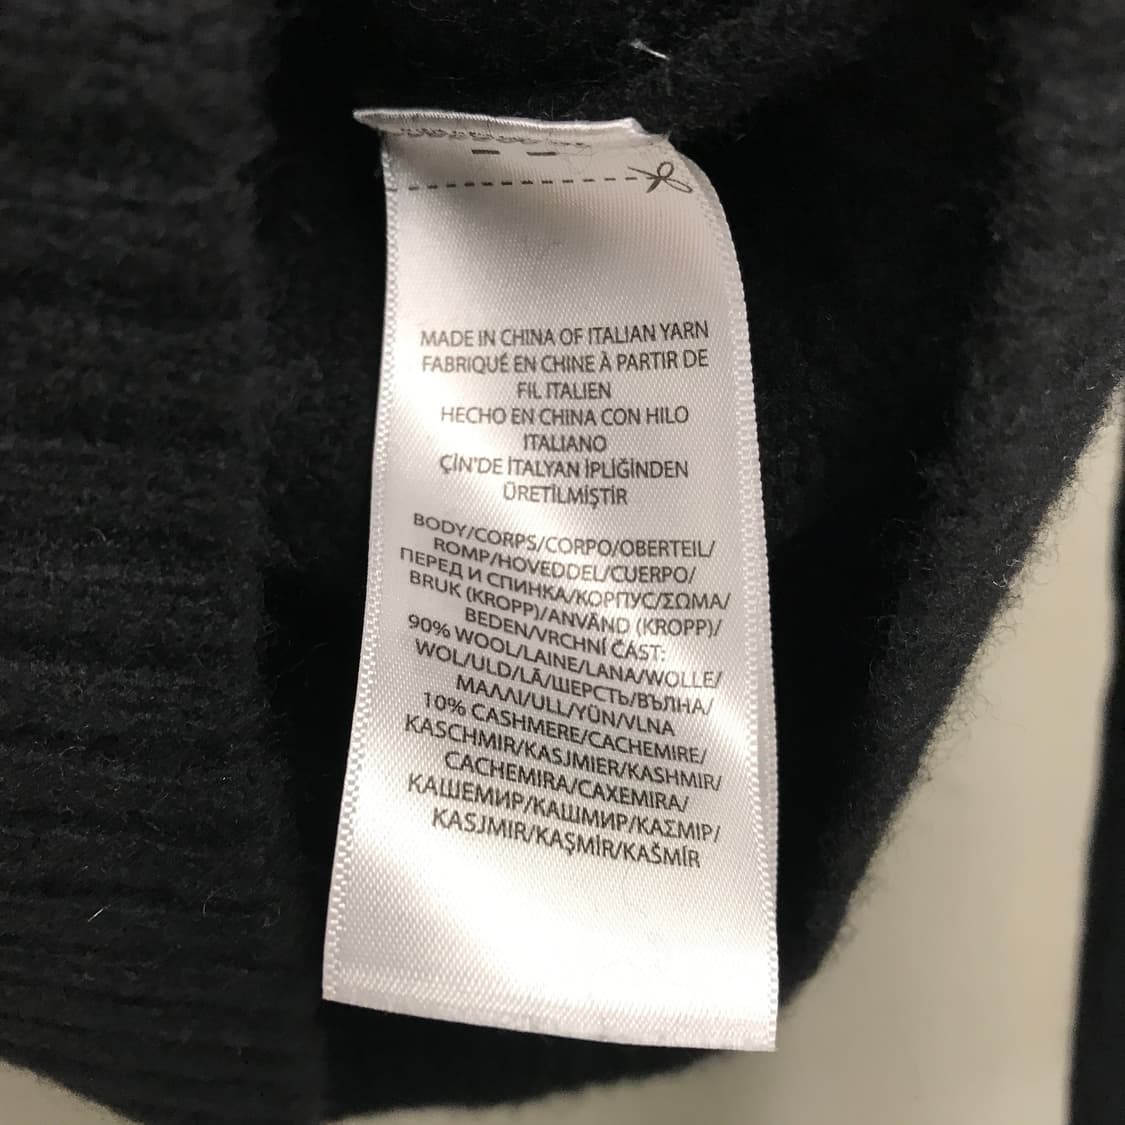 MADE IN CHINA OF ITALIAN YARN
FABRIQUÉ EN CHINE À PARTIR DE
FIL ITALIEN
HECHO EN CHINA CON HILO
ITALIANO
ÇİN'DE İTALYAN İPLİĞİNDEN
ÜRETİLMİŞTİR
BODY/CORPS/CORPO/OBERTEIL/
ROMP/HOVEDDEL/CUERPO/
ПЕРЕД И СПИНКА/КОРПУС/ΣΩΜΑ/
BRUK (KROPP)/ANVÄND (KROPP)/
BEDEN/VRCHNÍ ČÁST:
90% WOOL/LAINE/LANA/WOLLE/
WOL/ULD/LÃ/ШЕРСТЬ/ВЪЛНА/
ΜΑΛΛΙ/ULL/YÜN/VLNA
10% CASHMERE/CACHEMIRE/
KASCHMIR/KASJMIER/KASHMIR/
CACHEMIRA/CAXEMIRA/
КАШЕМИР/КАШМИР/ΚΑΣΜΙΡ/
KASJMIR/KAŞMİR/KAŠMÍR